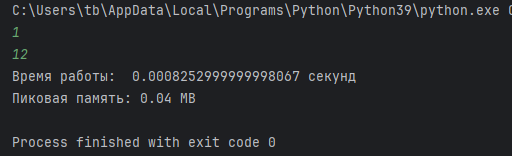 C:\Users\tb\AppData\Local\Programs\Python\Python39\python.exe
1
12
Время работы:  0.0008252999999998067 секунд
Пиковая память: 0.04 MB
Process finished with exit code 0